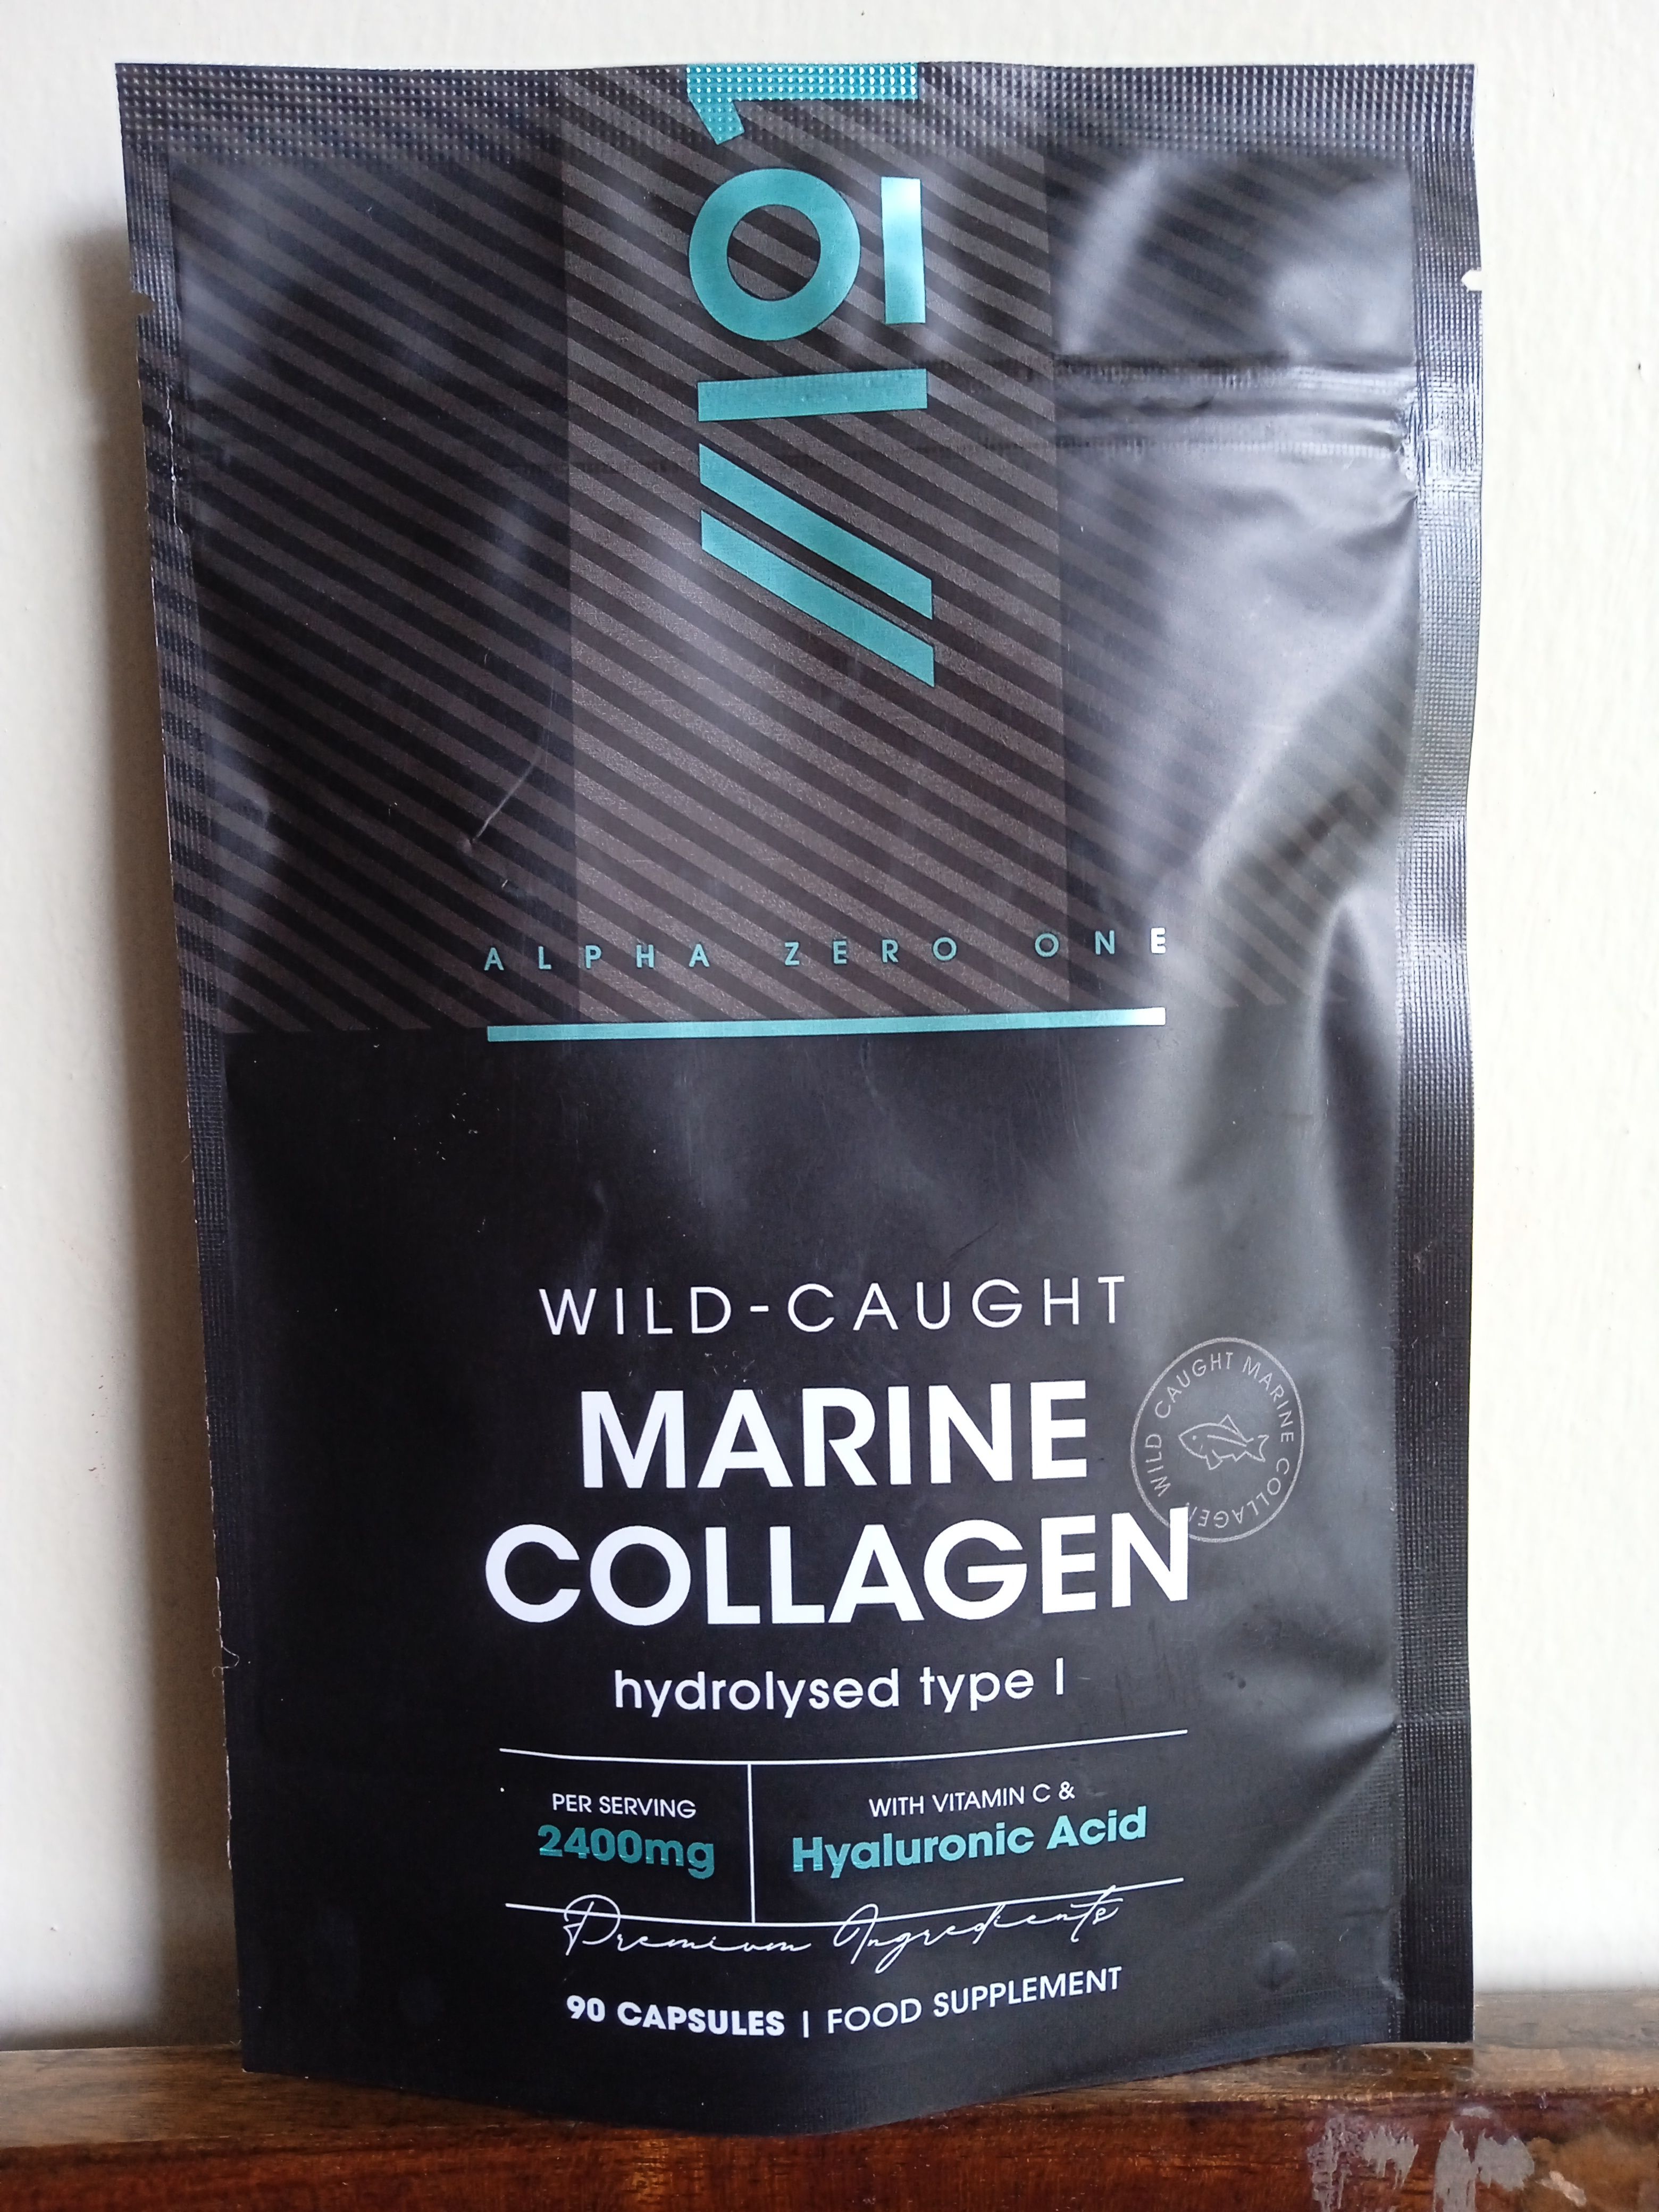 01
ALPHA ZERO ONE
WILD-CAUGHT
MARINE
COLLAGEN
WILD CAUGHT MARINE COLLAGEN
hydrolysed type I
PER SERVING
2400mg
WITH VITAMIN C &
Hyaluronic Acid
Premium Ingredients
90 CAPSULES | FOOD SUPPLEMENT